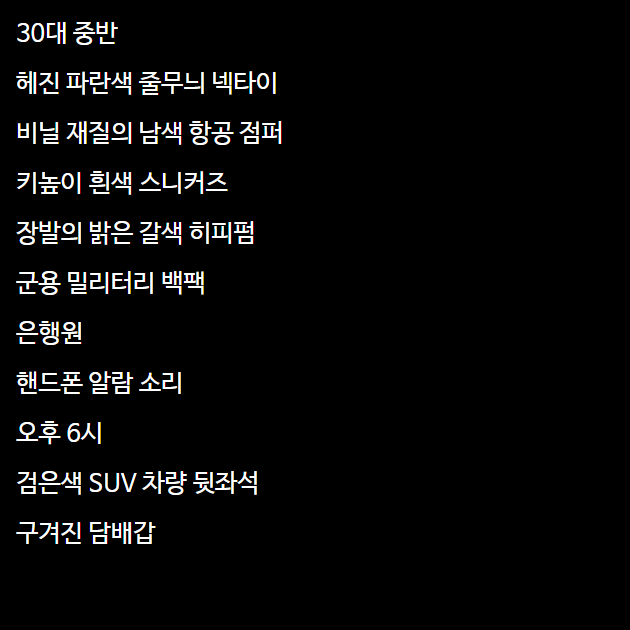 30대 중반
헤진 파란색 줄무늬 넥타이
비닐 재질의 남색 항공 점퍼
키높이 흰색 스니커즈
장발의 밝은 갈색 히피펌
군용 밀리터리 백팩
은행원
핸드폰 알람 소리
오후 6시
검은색 SUV 차량 뒷좌석
구겨진 담배갑